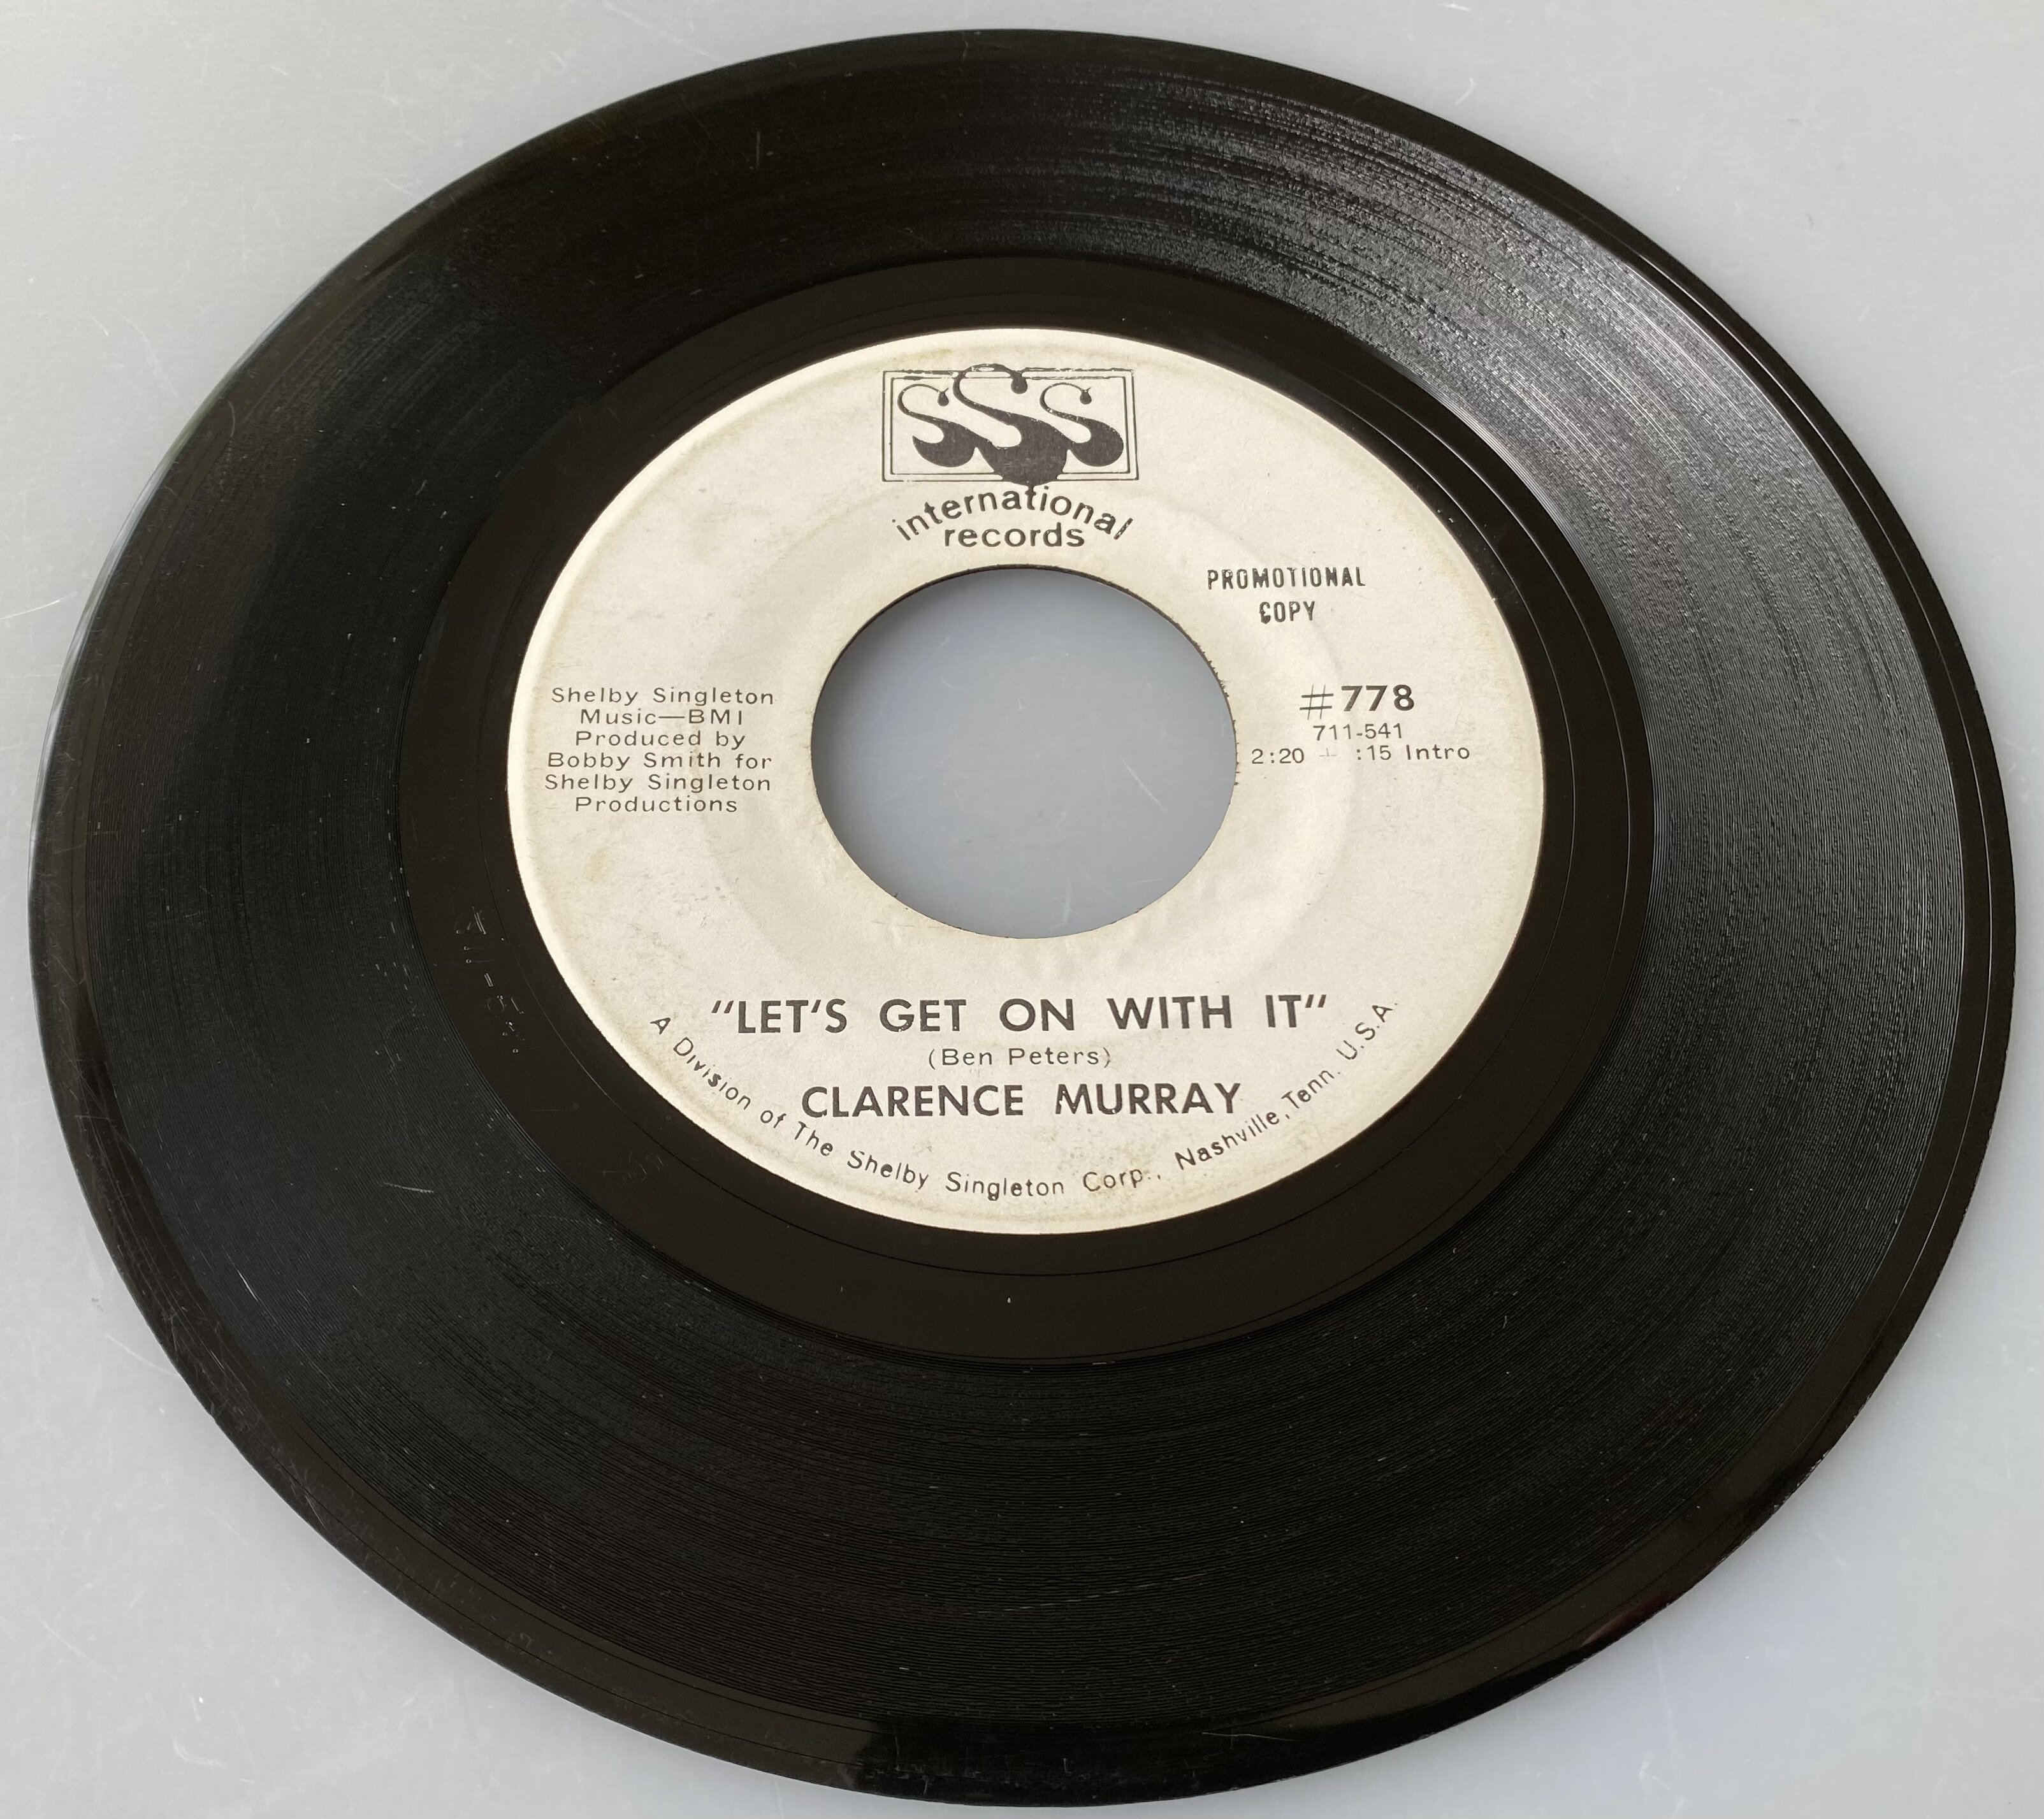 SSS
international
records
PROMOTIONAL
COPY
Shelby Singleton
Music—BMI
Produced by
Bobby Smith for
Shelby Singleton
Productions
#778
711-541
2:20 - :15 Intro
"LET'S GET ON WITH IT"
(Ben Peters)
CLARENCE MURRAY
A Division of The Shelby Singleton Corp., Nashville, Tenn. U.S.A.